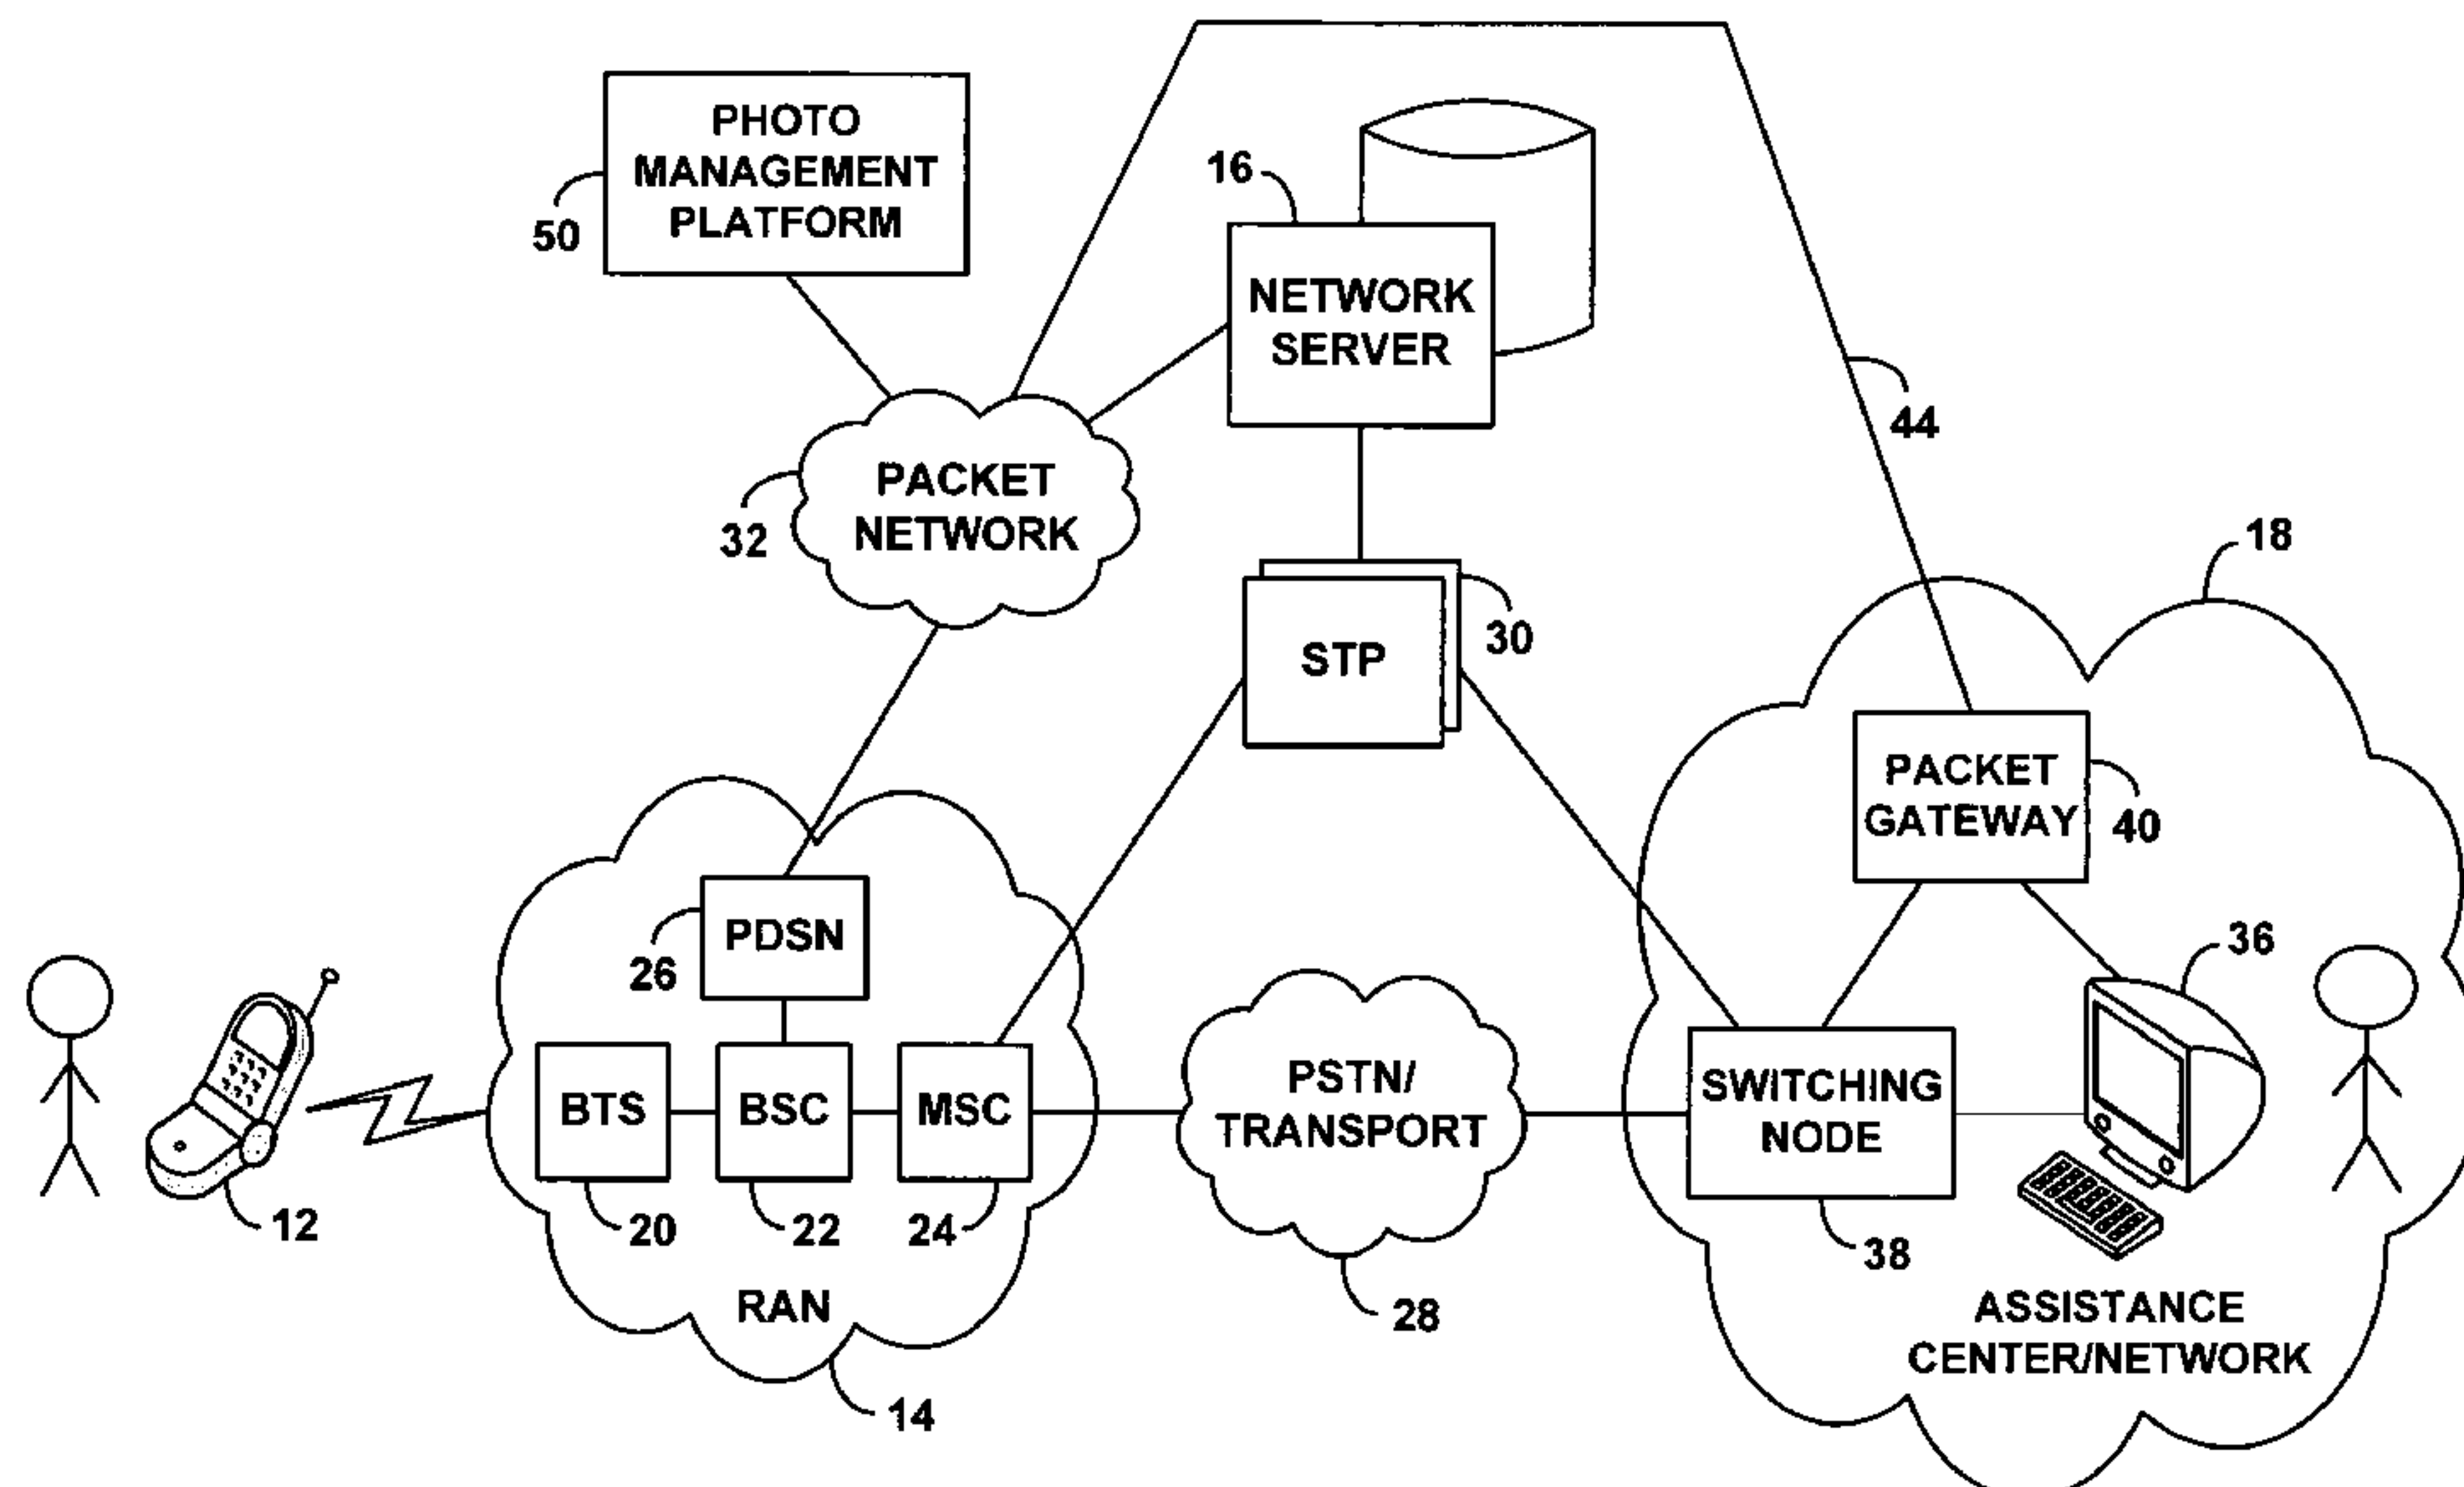 PHOTO
MANAGEMENT
PLATFORM
50
16
NETWORK
SERVER
44
PACKET
NETWORK
32
18
STP
30
PACKET
GATEWAY
40
PDSN
26
36
BTS
BSC
MSC
PSTN/
TRANSPORT
SWITCHING
NODE
12
20
22
24
38
RAN
28
ASSISTANCE
CENTER/NETWORK
14